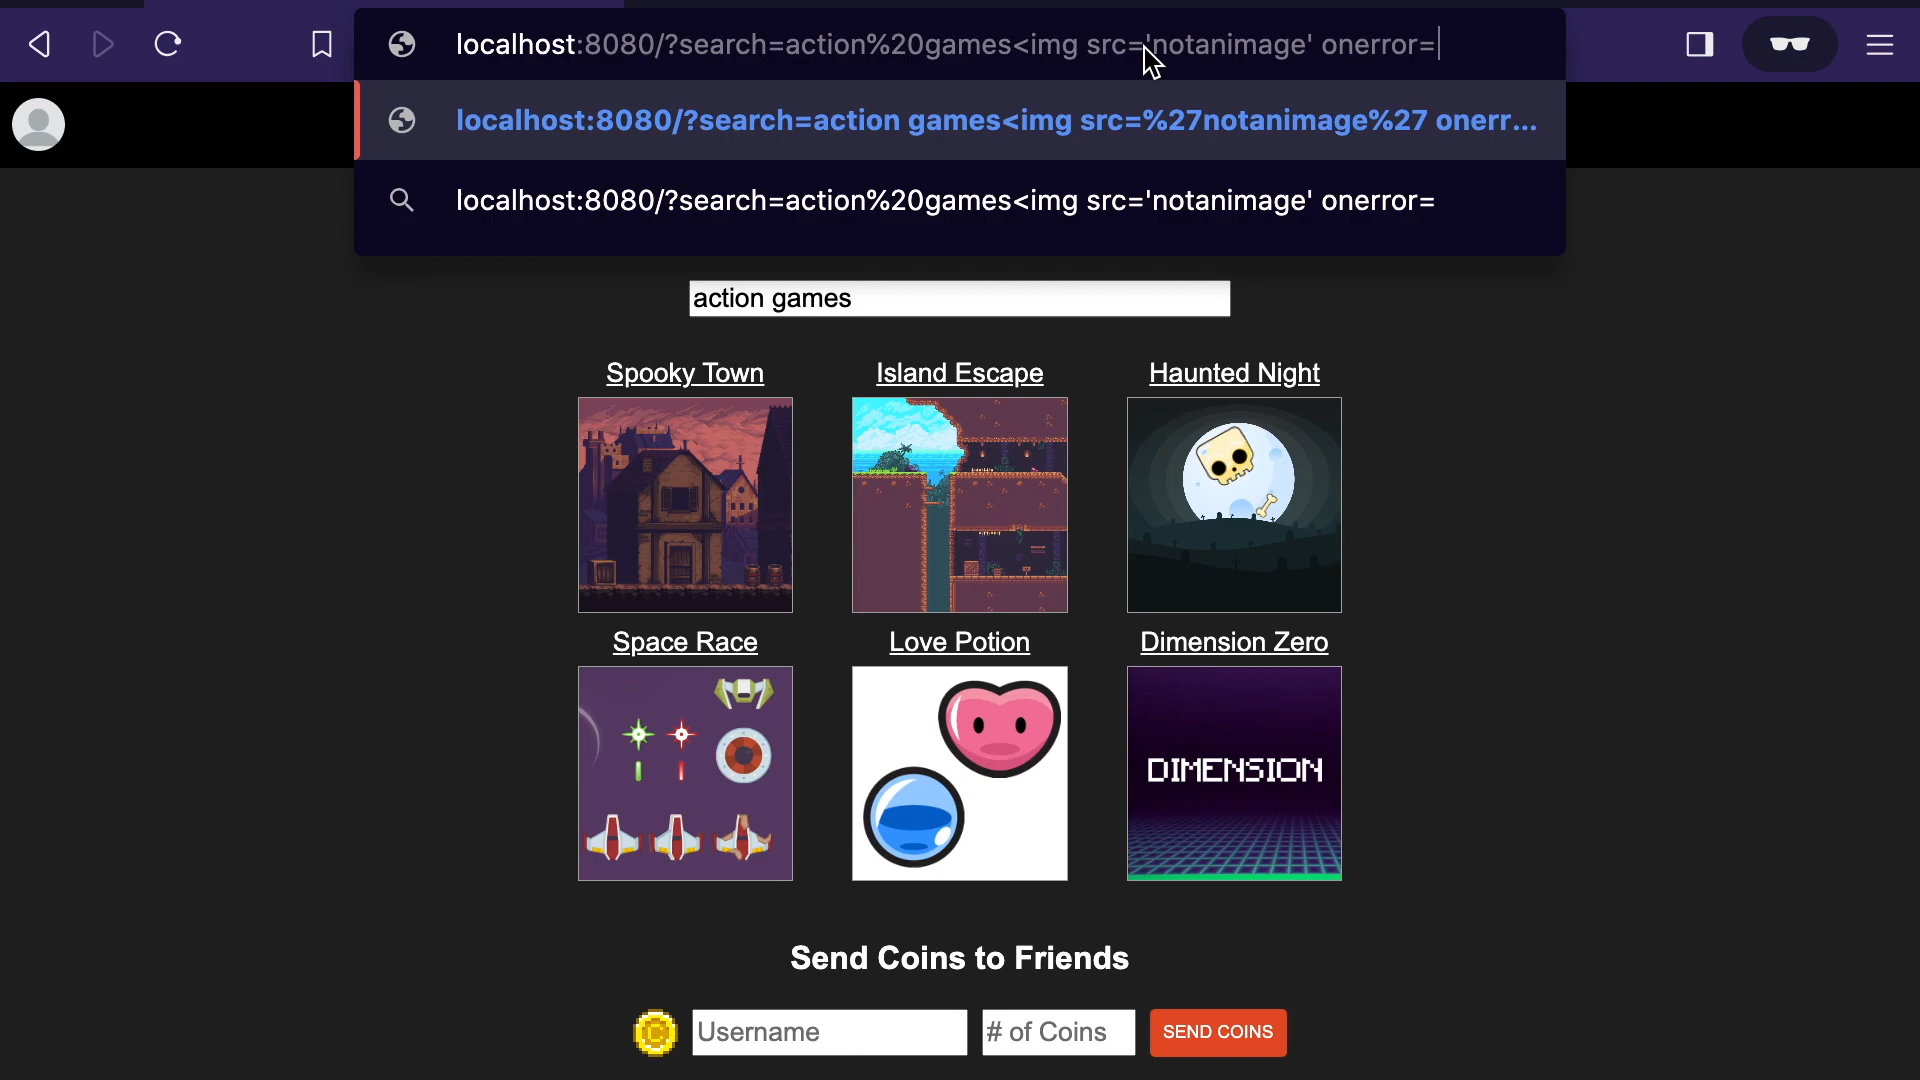 localhost:8080/?search=action%20games<img src='notanimage' onerror=
localhost:8080/?search=action games<img src=%27notanimage%27 onerr...
localhost:8080/?search=action%20games<img src='notanimage' onerror=
action games
Spooky Town
Island Escape
Haunted Night
Space Race
Love Potion
Dimension Zero
DIMENSION
Send Coins to Friends
Username
# of Coins
SEND COINS